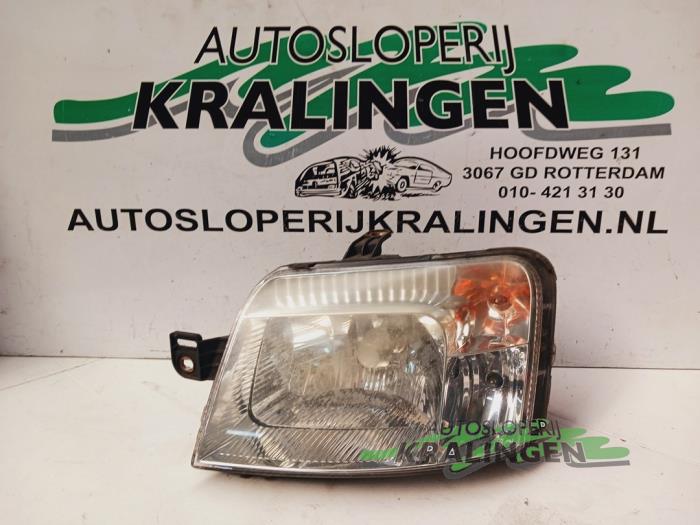 AUTOSLOPERIJ
KRALINGEN
HOOFDWEG 131
3067 GD ROTTERDAM
010- 421 31 30
AUTOSLOPERIJKRALINGEN.NL
AUTOSLOPERIJ
KRALINGEN